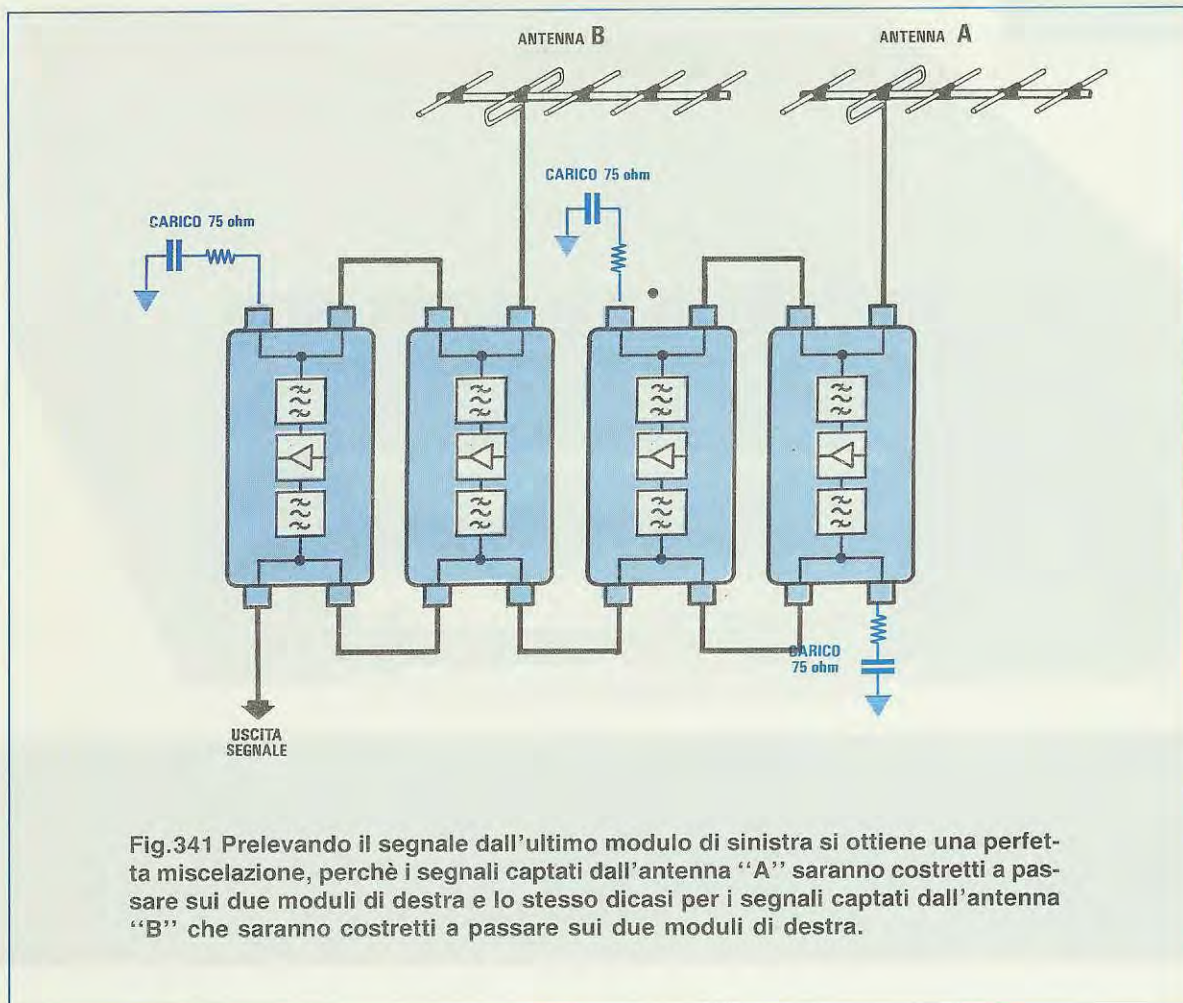 ANTENNA B
ANTENNA A
CARICO 75 ohm
CARICO 75 ohm
CARICO
75 ohm
USCITA
SEGNALE
Fig.341 Prelevando il segnale dall'ultimo modulo di sinistra si ottiene una perfet-
ta miscelazione, perchè i segnali captati dall'antenna "A" saranno costretti a pas-
sare sui due moduli di destra e lo stesso dicasi per i segnali captati dall'antenna
"B" che saranno costretti a passare sui due moduli di destra.